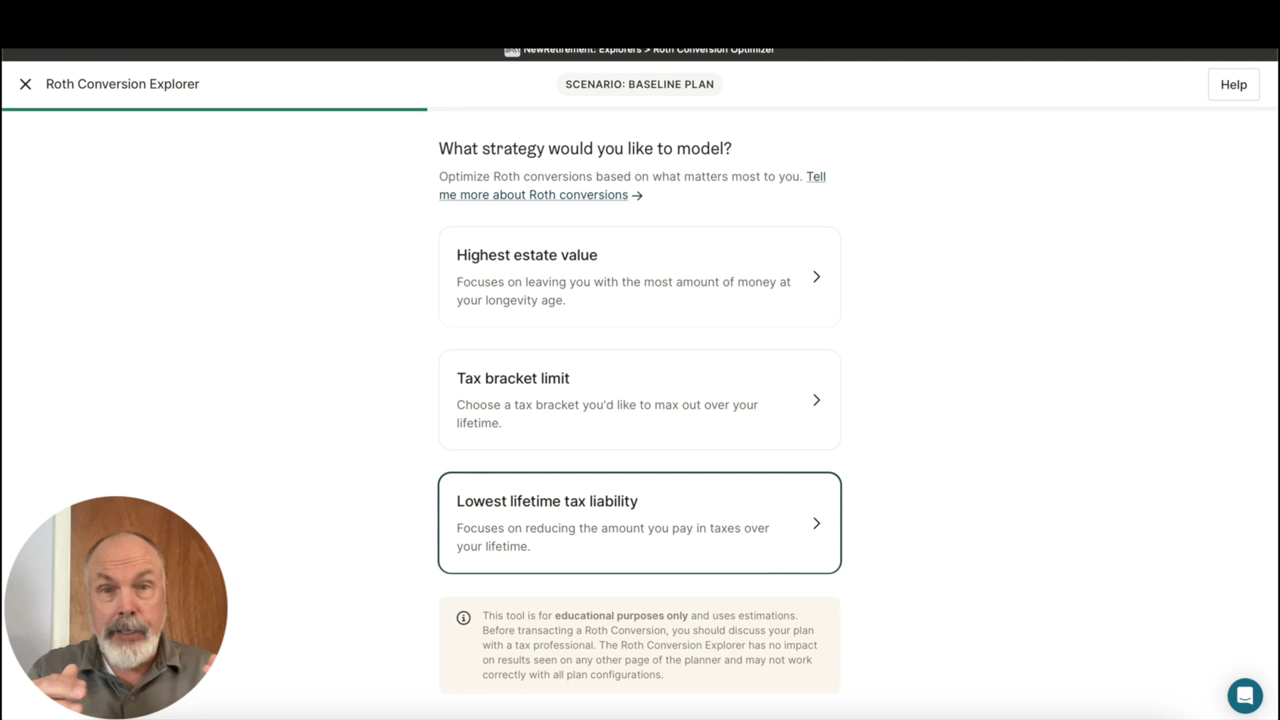 NewRetirement: Explorers > Roth Conversion Optimizer
Roth Conversion Explorer
SCENARIO: BASELINE PLAN
Help
What strategy would you like to model?
Optimize Roth conversions based on what matters most to you. Tell
me more about Roth conversions →
Highest estate value
Focuses on leaving you with the most amount of money at
your longevity age.
Tax bracket limit
Choose a tax bracket you'd like to max out over your
lifetime.
Lowest lifetime tax liability
Focuses on reducing the amount you pay in taxes over
your lifetime.
This tool is for educational purposes only and uses estimations.
Before transacting a Roth Conversion, you should discuss your plan
with a tax professional. The Roth Conversion Explorer has no impact
on results seen on any other page of the planner and may not work
correctly with all plan configurations.